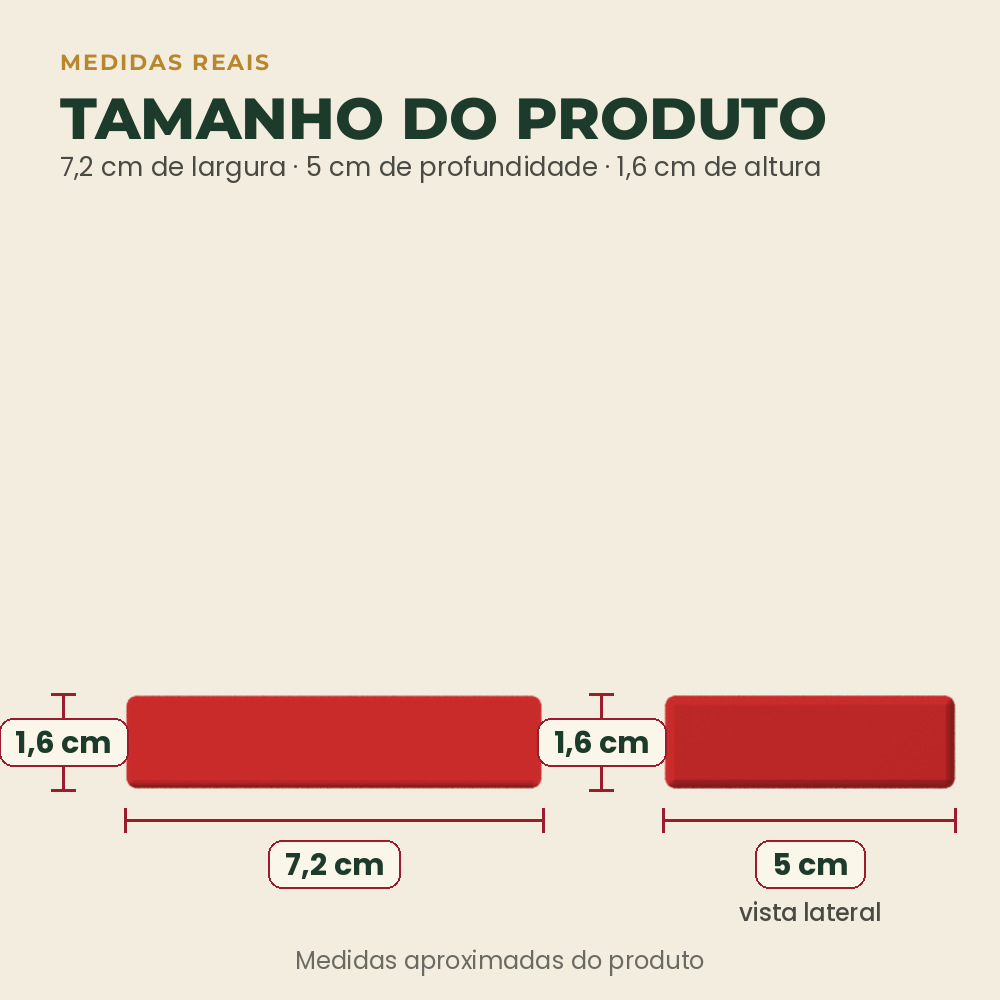 MEDIDAS REAIS
TAMANHO DO PRODUTO
7,2 cm de largura · 5 cm de profundidade · 1,6 cm de altura
1,6 cm
1,6 cm
7,2 cm
5 cm
vista lateral
Medidas aproximadas do produto